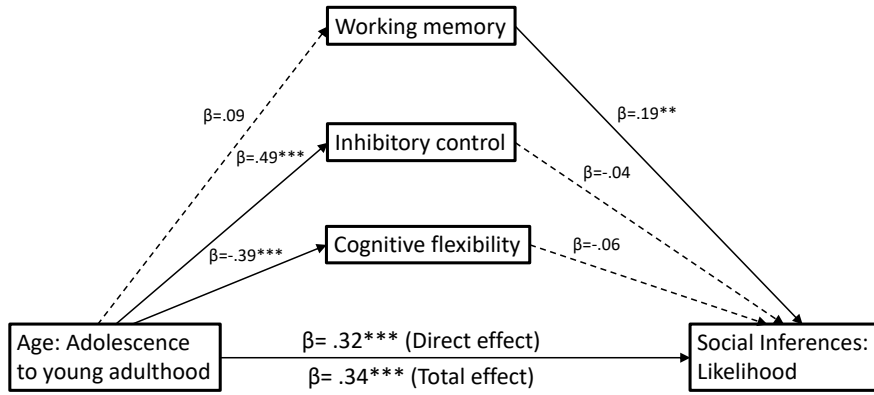 Working memory
β=.09
β=.19**
Inhibitory control
β=.49***
β=-.04
Cognitive flexibility
β=-.39***
β=-.06
Age: Adolescence
to young adulthood
β= .32*** (Direct effect)
β= .34*** (Total effect)
Social Inferences:
Likelihood